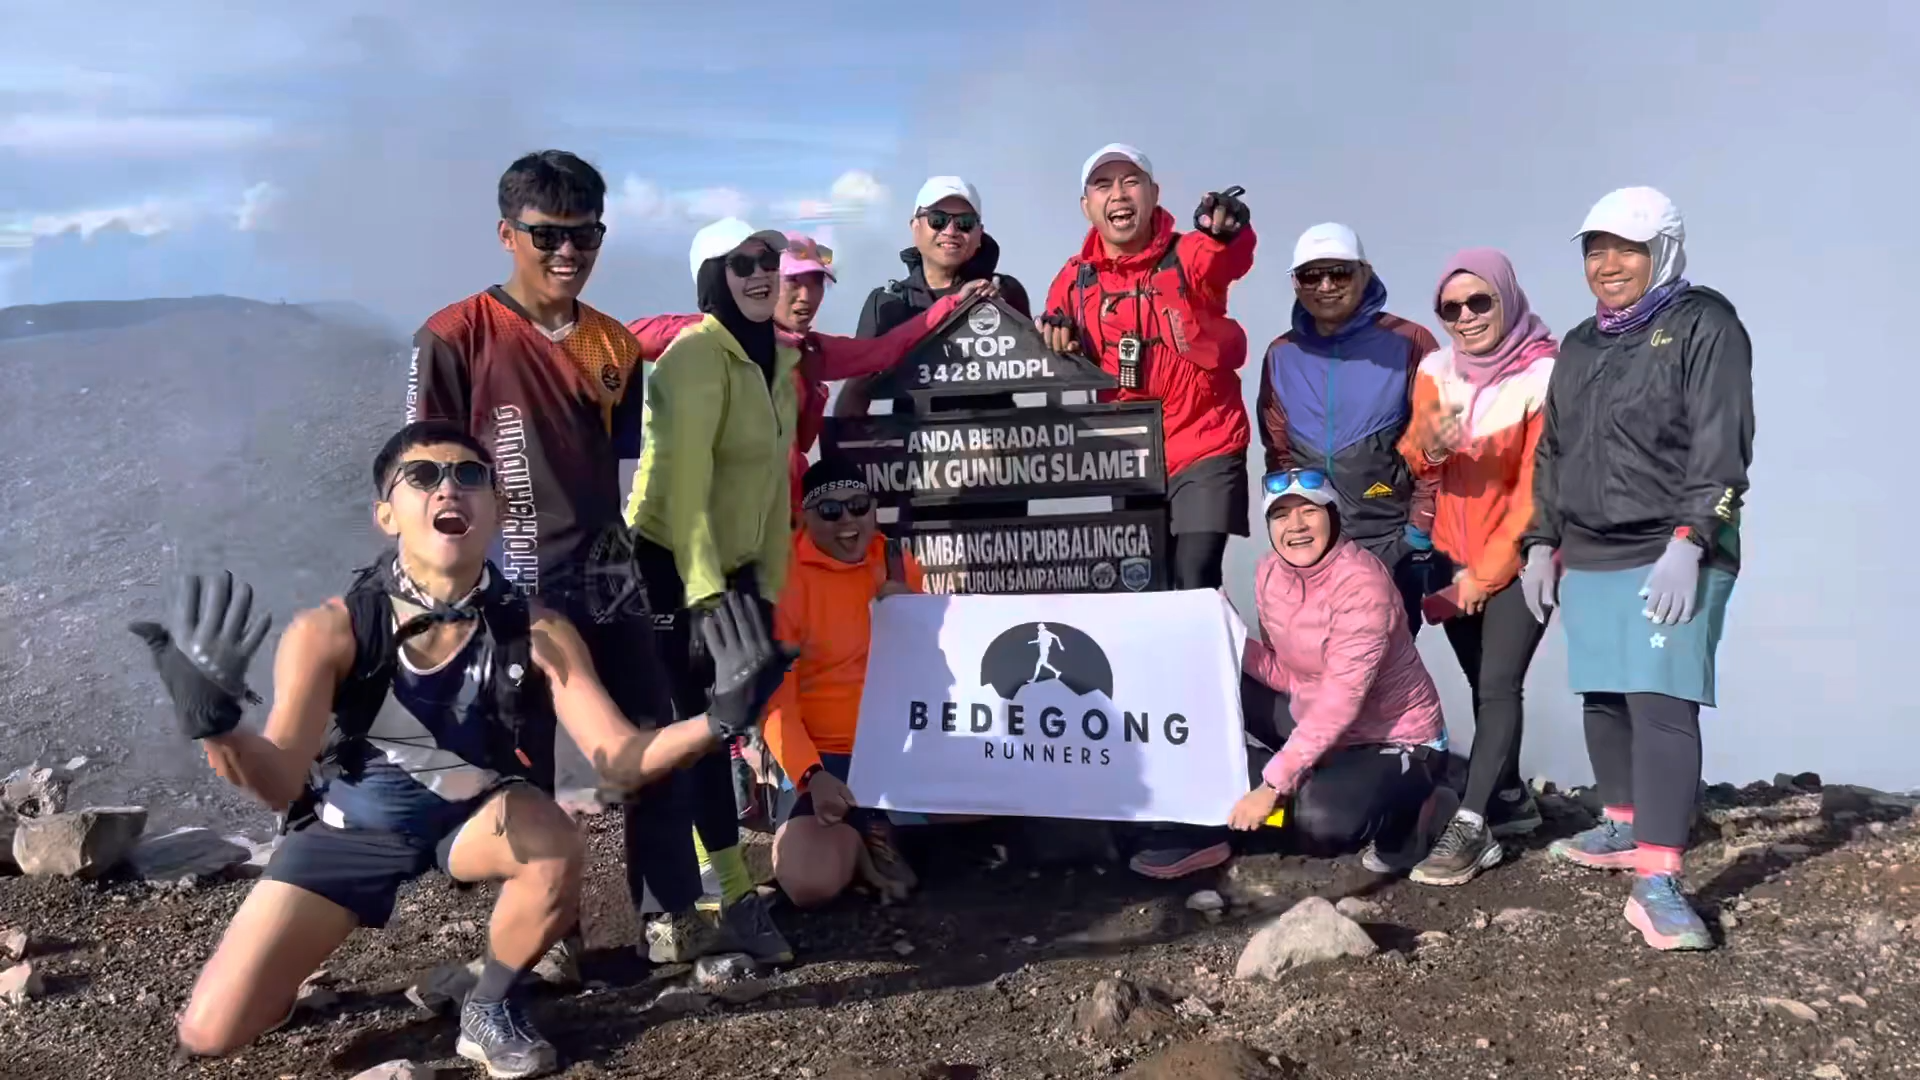 TOP
3428 MDPL
ANDA BERADA DI
UNCAK GUNUNG SLAMET
BAMBANGAN PURBALINGGA
AWA TURUN SAMPAHMU
BEDEGONG
RUNNERS